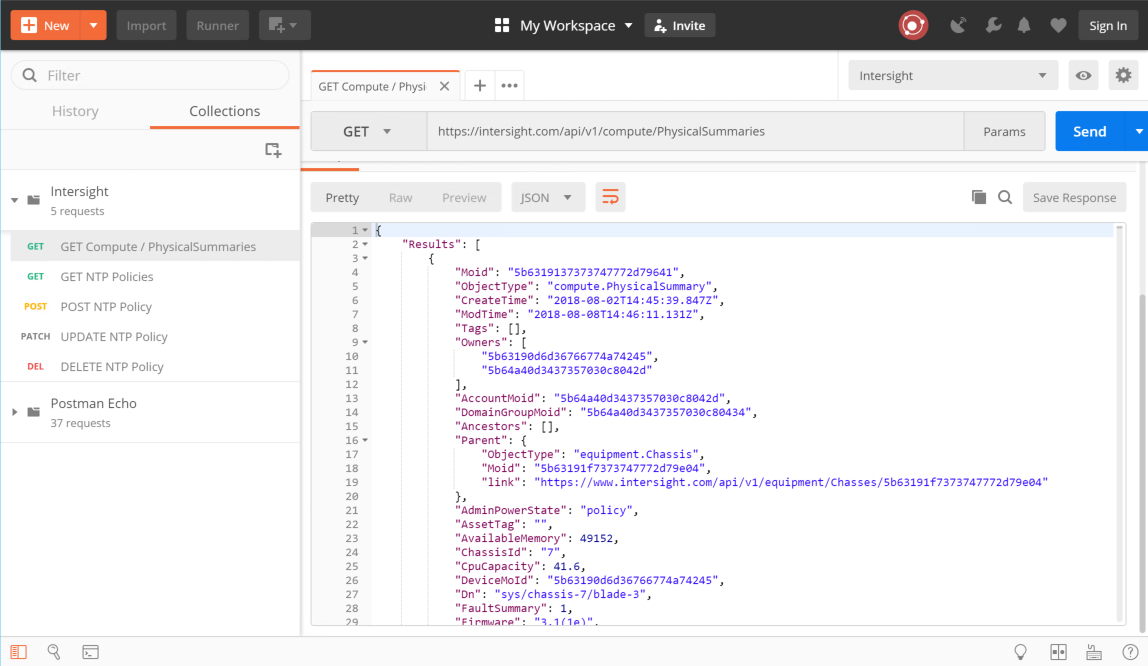 New
Import
Runner
My Workspace
Invite
Sign In
Filter
History
Collections
Intersight
5 requests
GET GET Compute / PhysicalSummaries
GET GET NTP Policies
POST POST NTP Policy
PATCH UPDATE NTP Policy
DEL DELETE NTP Policy
Postman Echo
37 requests
GET Compute / Physi
Intersight
GET
https://intersight.com/api/v1/compute/PhysicalSummaries
Params
Send
Pretty
Raw
Preview
JSON
Save Response
1 {
2 "Results": [
3 {
4 "Moid": "5b6319137373747772d79641",
5 "ObjectType": "compute.PhysicalSummary",
6 "CreateTime": "2018-08-02T14:45:39.847Z",
7 "ModTime": "2018-08-08T14:46:11.131Z",
8 "Tags": [],
9 "Owners": [
10 "5b63190d6d36766774a74245",
11 "5b64a40d3437357030c8042d"
12 ],
13 "AccountMoid": "5b64a40d3437357030c8042d",
14 "DomainGroupMoid": "5b64a40d3437357030c80434",
15 "Ancestors": [],
16 "Parent": {
17 "ObjectType": "equipment.Chassis",
18 "Moid": "5b63191f7373747772d79e04",
19 "link": "https://www.intersight.com/api/v1/equipment/Chasses/5b63191f7373747772d79e04"
20 },
21 "AdminPowerState": "policy",
22 "AssetTag": "",
23 "AvailableMemory": 49152,
24 "ChassisId": "7",
25 "CpuCapacity": 41.6,
26 "DeviceMoId": "5b63190d6d36766774a74245",
27 "Dn": "sys/chassis-7/blade-3",
28 "FaultSummary": 1,
29 "Firmware": "3.1(1e)",